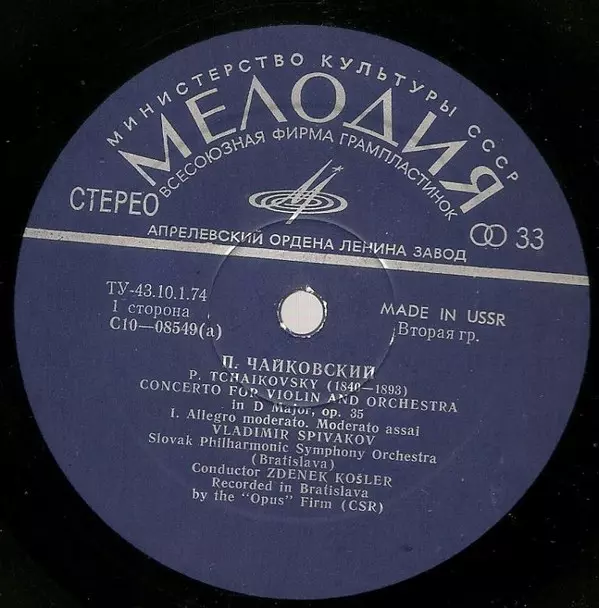 МИНИСТЕРСТВО КУЛЬТУРЫ СССР
МЕЛОДИЯ
ВСЕСОЮЗНАЯ ФИРМА ГРАМПЛАСТИНОК
СТЕРЕО
33
АПРЕЛЕВСКИЙ ОРДЕНА ЛЕНИНА ЗАВОД
ТУ-43.10.1.74
1 сторона
С10—08549(а)
MADE IN USSR
Вторая гр.
П. ЧАЙКОВСКИЙ
P. TCHAIKOVSKY (1840—1893)
CONCERTO FOR VIOLIN AND ORCHESTRA
in D Major, op. 35
I. Allegro moderato. Moderato assai
VLADIMIR SPIVAKOV
Slovak Philharmonic Symphony Orchestra
(Bratislava)
Conductor ZDENEK KOŠLER
Recorded in Bratislava
by the "Opus" Firm (CSR)